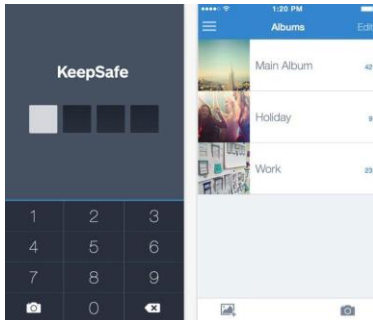 KeepSafe
1 2 3
4 5 6
7 8 9
0
1:20 PM
Albums Edit
Main Album 42
Holiday 9
Work 23